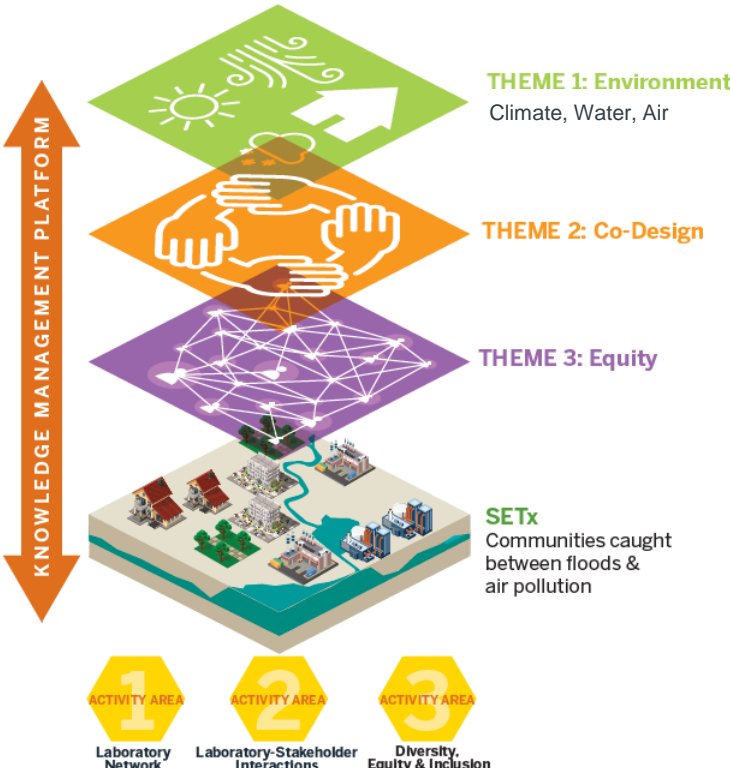 KNOWLEDGE MANAGEMENT PLATFORM
THEME 1: Environment
Climate, Water, Air
THEME 2: Co-Design
THEME 3: Equity
SETx
Communities caught
between floods &
air pollution
1
ACTIVITY AREA
Laboratory
Network
2
ACTIVITY AREA
Laboratory-Stakeholder
Interactions
3
ACTIVITY AREA
Diversity,
Equity & Inclusion